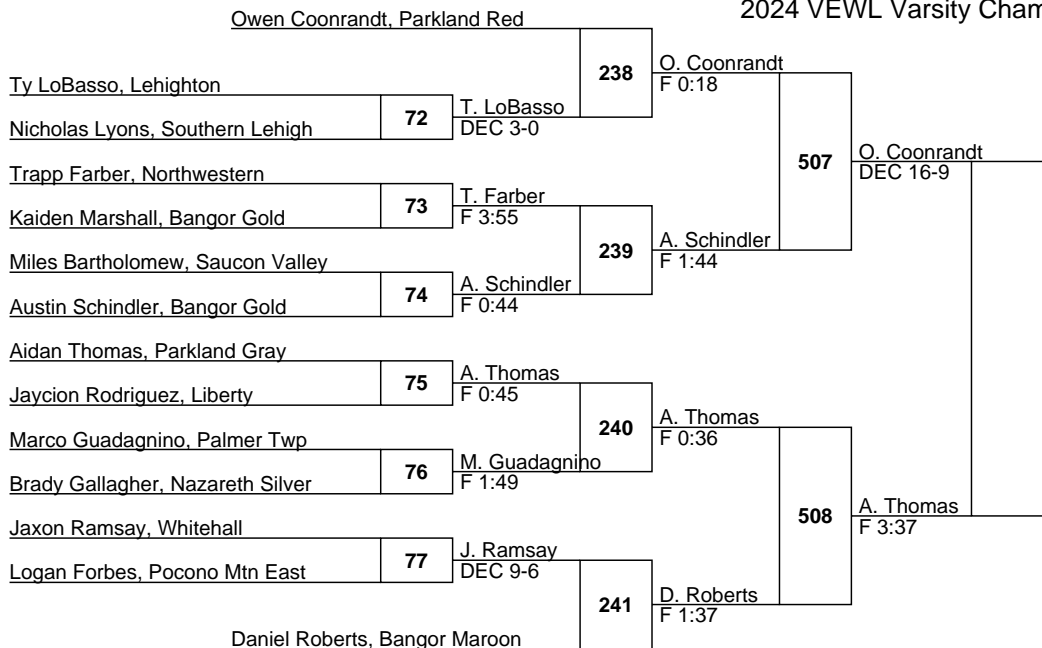 2024 VEWL Varsity Cham
Owen Coonrandt, Parkland Red
238
O. Coonrandt
F 0:18
Ty LoBasso, Lehighton
72
T. LoBasso
DEC 3-0
Nicholas Lyons, Southern Lehigh
507
O. Coonrandt
DEC 16-9
Trapp Farber, Northwestern
73
T. Farber
F 3:55
Kaiden Marshall, Bangor Gold
239
A. Schindler
F 1:44
Miles Bartholomew, Saucon Valley
74
A. Schindler
F 0:44
Austin Schindler, Bangor Gold
Aidan Thomas, Parkland Gray
75
A. Thomas
F 0:45
Jaycion Rodriguez, Liberty
240
A. Thomas
F 0:36
Marco Guadagnino, Palmer Twp
76
M. Guadagnino
F 1:49
Brady Gallagher, Nazareth Silver
508
A. Thomas
F 3:37
Jaxon Ramsay, Whitehall
77
J. Ramsay
DEC 9-6
Logan Forbes, Pocono Mtn East
241
D. Roberts
F 1:37
Daniel Roberts, Bangor Maroon